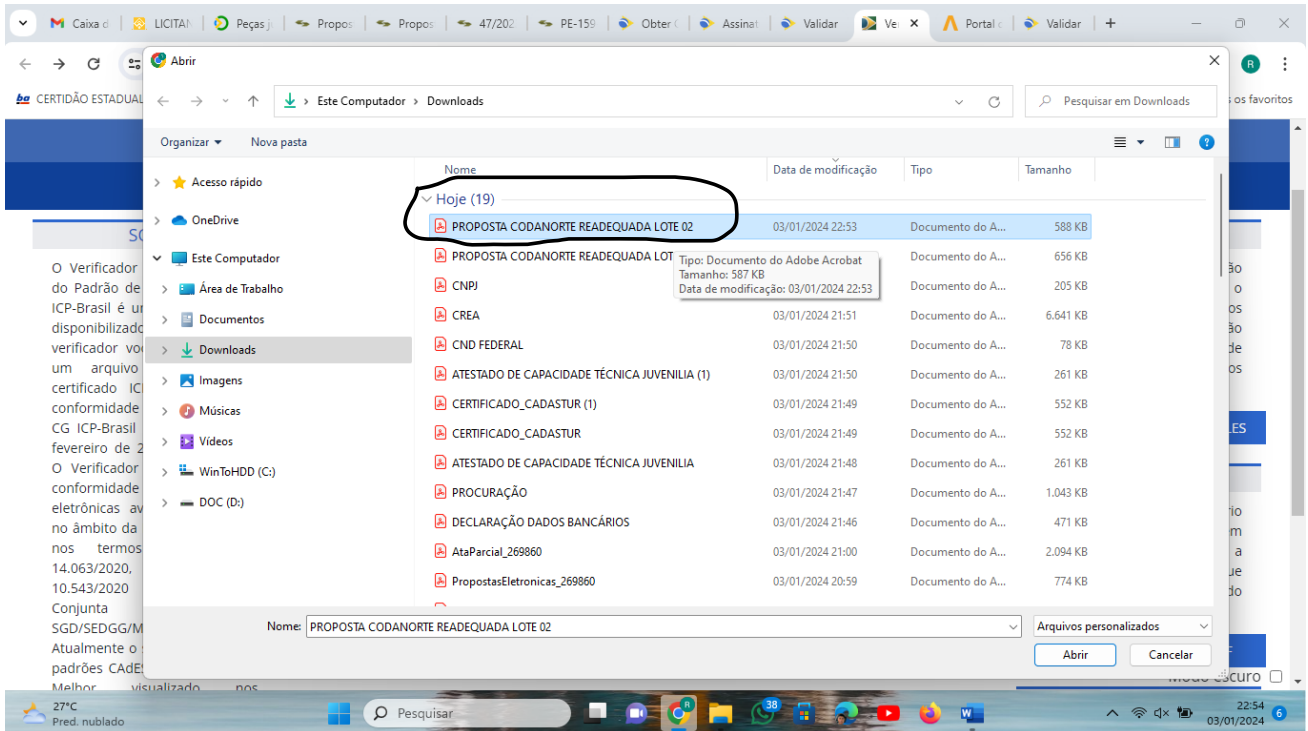 Caixa d
LICITAN
Peças j
Propos
Propos
47/202
PE-159
Obter (
Assinat
Validar
Ver
Portal c
Validar
Abrir
R
CERTIDÃO ESTADUAL
Este Computador > Downloads
Pesquisar em Downloads
os favoritos
Organizar
Nova pasta
Nome
Data de modificação
Tipo
Tamanho
Acesso rápido
OneDrive
Este Computador
Área de Trabalho
Documentos
Downloads
Imagens
Músicas
Vídeos
WinToHDD (C:)
DOC (D:)
Hoje (19)
PROPOSTA CODANORTE READEQUADA LOTE 02 03/01/2024 22:53 Documento do A... 588 KB
PROPOSTA CODANORTE READEQUADA LOT Documento do A... 656 KB
Tipo: Documento do Adobe Acrobat
Tamanho: 587 KB
Data de modificação: 03/01/2024 22:53
CNPJ Documento do A... 205 KB
CREA 03/01/2024 21:51 Documento do A... 6.641 KB
CND FEDERAL 03/01/2024 21:50 Documento do A... 78 KB
ATESTADO DE CAPACIDADE TÉCNICA JUVENILIA (1) 03/01/2024 21:50 Documento do A... 261 KB
CERTIFICADO_CADASTUR (1) 03/01/2024 21:49 Documento do A... 552 KB
CERTIFICADO_CADASTUR 03/01/2024 21:49 Documento do A... 552 KB
ATESTADO DE CAPACIDADE TÉCNICA JUVENILIA 03/01/2024 21:48 Documento do A... 261 KB
PROCURAÇÃO 03/01/2024 21:47 Documento do A... 1.043 KB
DECLARAÇÃO DADOS BANCÁRIOS 03/01/2024 21:46 Documento do A... 471 KB
AtaParcial_269860 03/01/2024 21:00 Documento do A... 2.094 KB
PropostasEletronicas_269860 03/01/2024 20:59 Documento do A... 774 KB
Nome: PROPOSTA CODANORTE READEQUADA LOTE 02
Arquivos personalizados
Abrir
Cancelar
O Verificador
do Padrão de
ICP-Brasil é u
disponibilizado
verificador vo
um arquivo
certificado IC
conformidade
CG ICP-Brasil
fevereiro de 2
O Verificador
conformidade
eletrônicas av
no âmbito da
nos termos
14.063/2020,
10.543/2020
Conjunta
SGD/SEDGG/M
Atualmente o s
padrões CAdES
Melhor visualizado nos
LES
Modo escuro
27°C
Pred. nublado
Pesquisar
38
22:54
03/01/2024
6